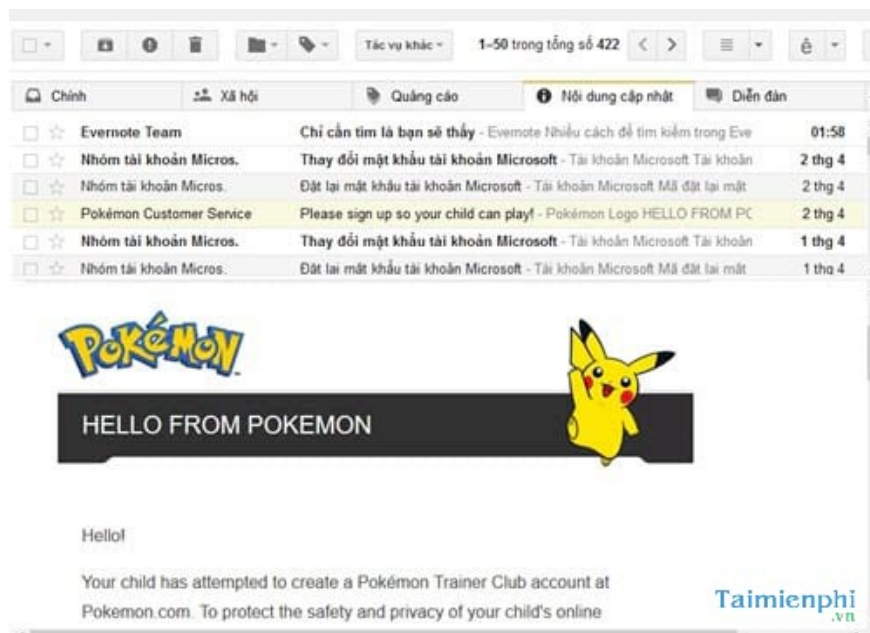 Tác vụ khác
1–50 trong tổng số 422
ê
Chính
Xã hội
Quảng cáo
Nội dung cập nhật
Diễn đàn
Evernote Team Chỉ cần tìm là bạn sẽ thấy - Evernote Nhiều cách để tìm kiếm trong Eve 01:58
Nhóm tài khoản Micros. Thay đổi mật khẩu tài khoản Microsoft - Tài khoản Microsoft Tài khoản 2 thg 4
Nhóm tài khoản Micros. Đặt lại mật khẩu tài khoản Microsoft - Tài khoản Microsoft Mã đặt lại mật 2 thg 4
Pokémon Customer Service Please sign up so your child can play! - Pokémon Logo HELLO FROM PC 2 thg 4
Nhóm tài khoản Micros. Thay đổi mật khẩu tài khoản Microsoft - Tài khoản Microsoft Tài khoản 1 thg 4
Nhóm tài khoản Micros. Đặt lại mật khẩu tài khoản Microsoft - Tài khoản Microsoft Mã đặt lại mật 1 thg 4
POKéMON
HELLO FROM POKEMON
Hello!
Your child has attempted to create a Pokémon Trainer Club account at
Pokemon.com. To protect the safety and privacy of your child's online
Taimienphi
.vn